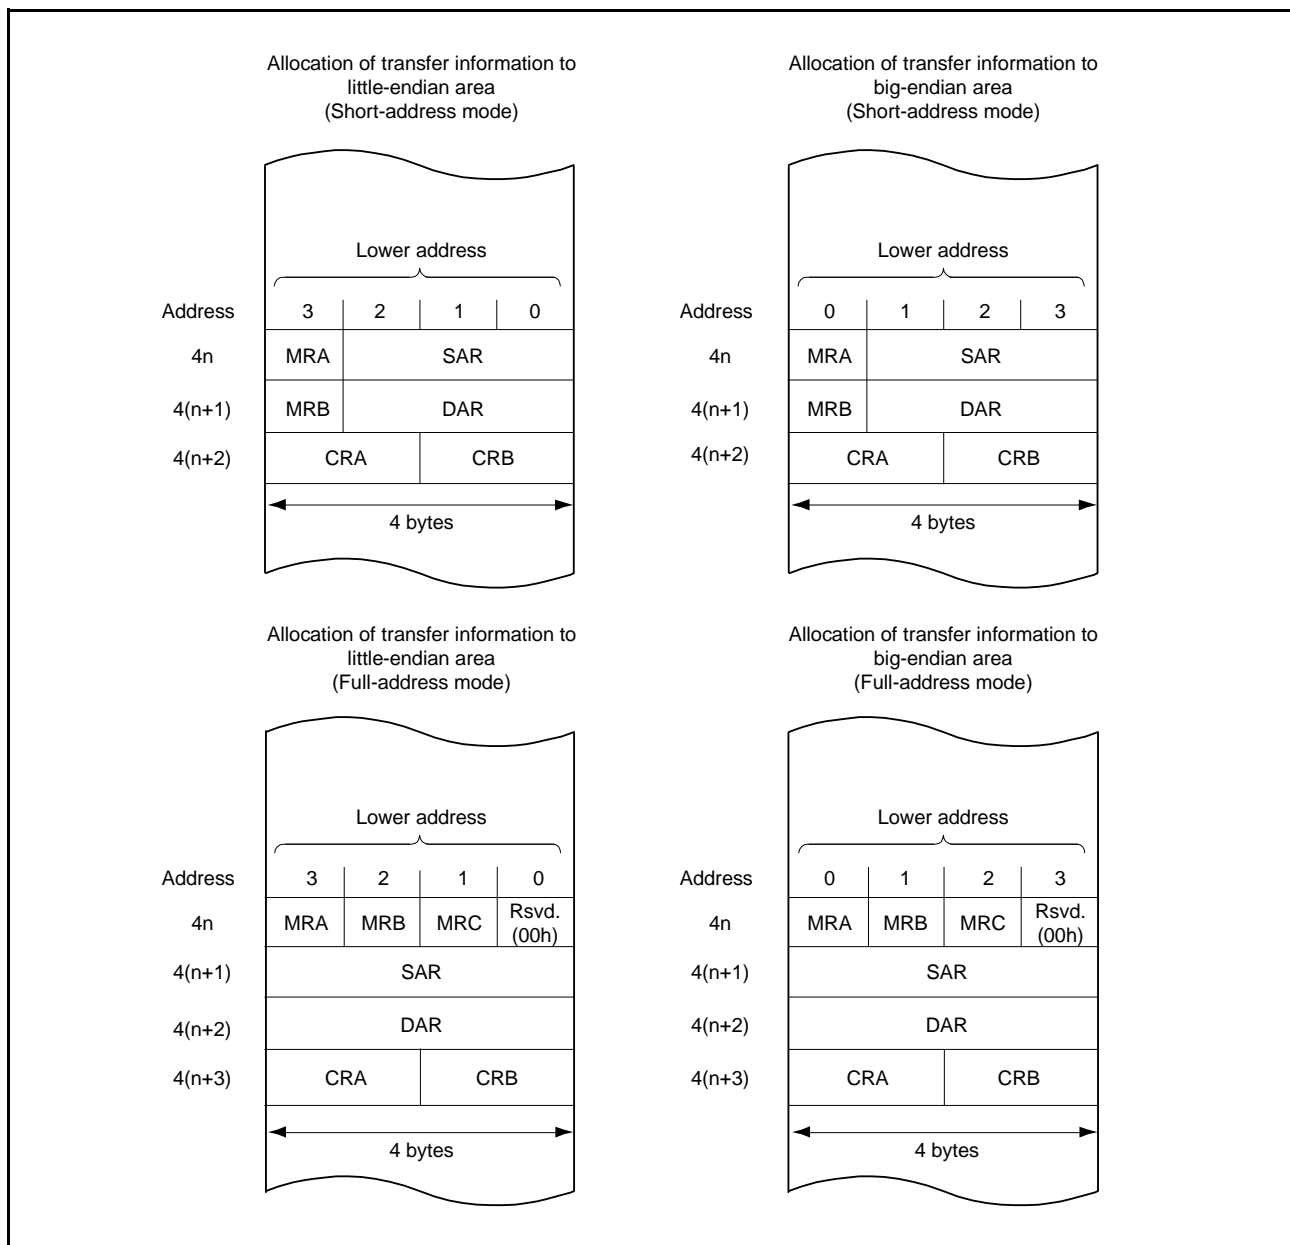 Allocation of transfer information to
little-endian area
(Short-address mode)
Lower address
Address 3 2 1 0
4n MRA SAR
4(n+1) MRB DAR
4(n+2) CRA CRB
4 bytes
Allocation of transfer information to
big-endian area
(Short-address mode)
Lower address
Address 0 1 2 3
4n MRA SAR
4(n+1) MRB DAR
4(n+2) CRA CRB
4 bytes
Allocation of transfer information to
little-endian area
(Full-address mode)
Lower address
Address 3 2 1 0
4n MRA MRB MRC Rsvd.
(00h)
4(n+1) SAR
4(n+2) DAR
4(n+3) CRA CRB
4 bytes
Allocation of transfer information to
big-endian area
(Full-address mode)
Lower address
Address 0 1 2 3
4n MRA MRB MRC Rsvd.
(00h)
4(n+1) SAR
4(n+2) DAR
4(n+3) CRA CRB
4 bytes